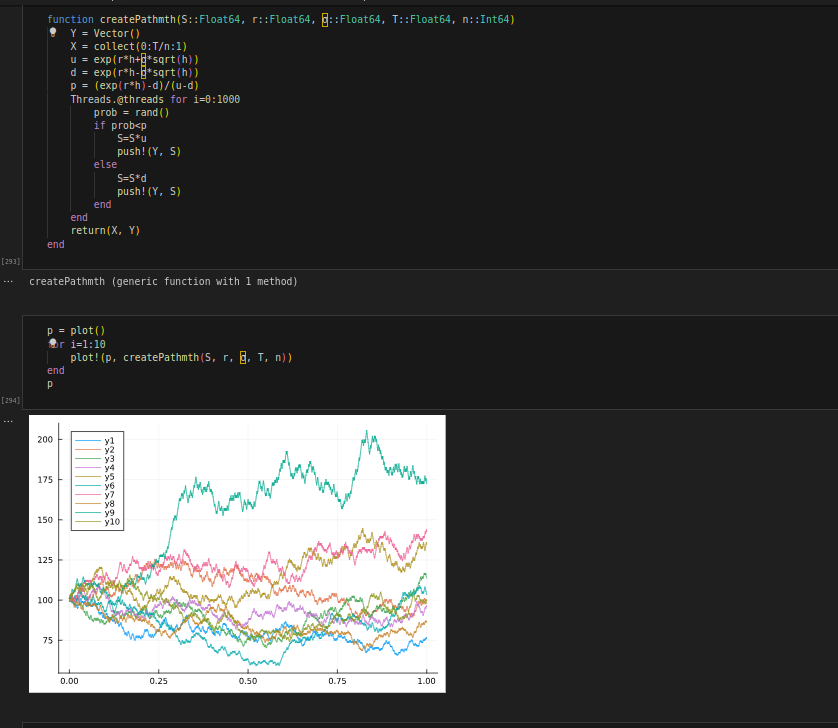 function createPathmth(S::Float64, r::Float64, σ::Float64, T::Float64, n::Int64)
    Y = Vector()
    X = collect(0:T/n:1)
    u = exp(r*h+σ*sqrt(h))
    d = exp(r*h-σ*sqrt(h))
    p = (exp(r*h)-d)/(u-d)
    Threads.@threads for i=0:1000
        prob = rand()
        if prob<p
            S=S*u
            push!(Y, S)
        else
            S=S*d
            push!(Y, S)
        end
    end
    return(X, Y)
end
[293]
... createPathmth (generic function with 1 method)
p = plot()
for i=1:10
    plot!(p, createPathmth(S, r, σ, T, n))
end
p
[294]
...
200
175
150
125
100
75
y1
y2
y3
y4
y5
y6
y7
y8
y9
y10
0.00 0.25 0.50 0.75 1.00